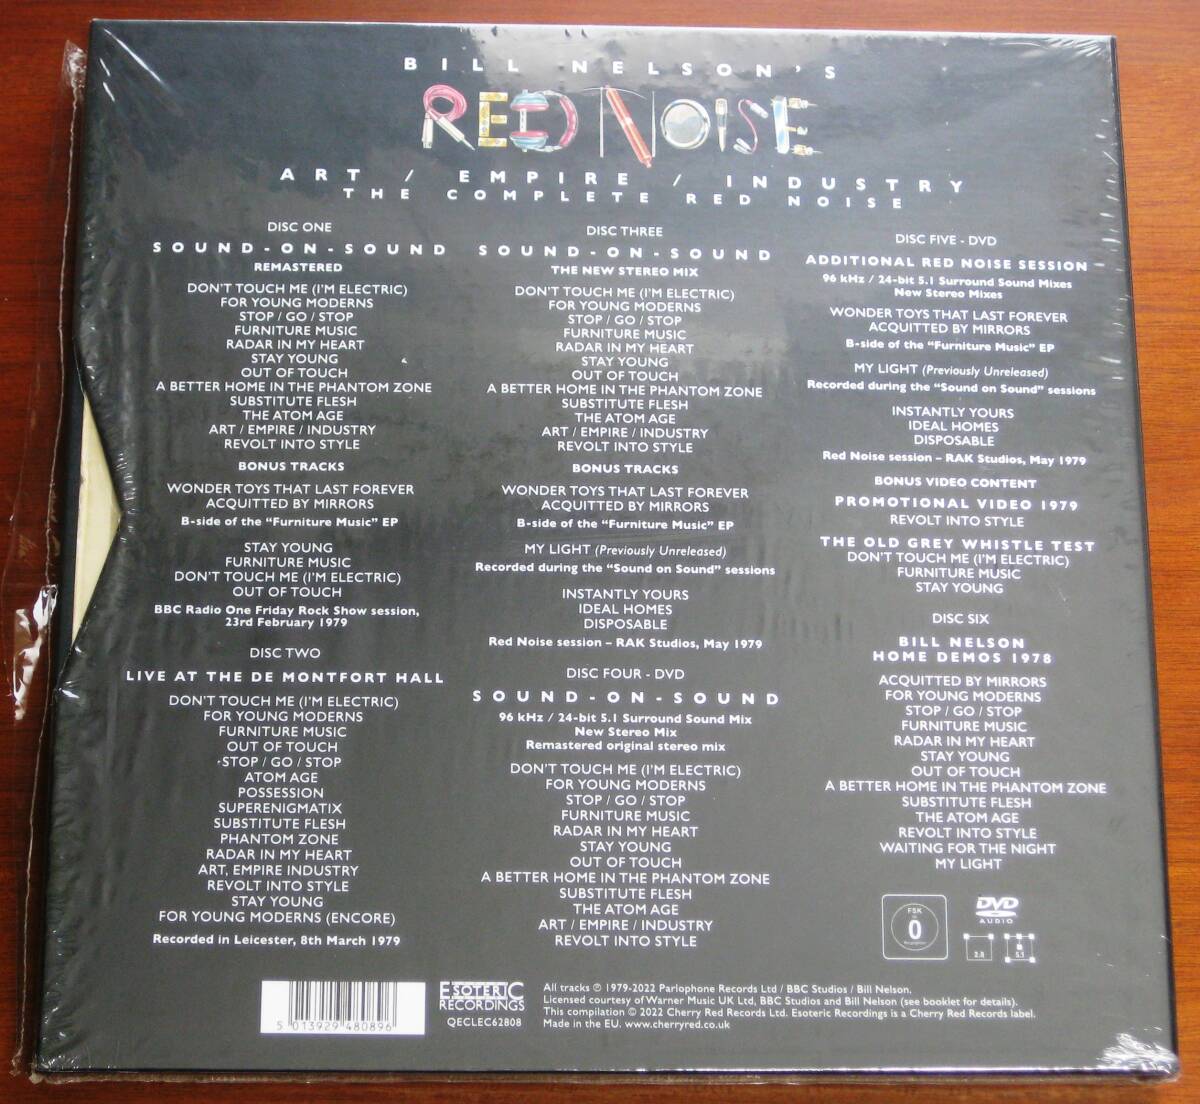 BILL NELSON'S
RED NOISE
ART / EMPIRE / INDUSTRY
THE COMPLETE RED NOISE
DISC ONE
SOUND-ON-SOUND
REMASTERED
DON'T TOUCH ME (I'M ELECTRIC)
FOR YOUNG MODERNS
STOP / GO / STOP
FURNITURE MUSIC
RADAR IN MY HEART
STAY YOUNG
OUT OF TOUCH
A BETTER HOME IN THE PHANTOM ZONE
SUBSTITUTE FLESH
THE ATOM AGE
ART / EMPIRE / INDUSTRY
REVOLT INTO STYLE
BONUS TRACKS
WONDER TOYS THAT LAST FOREVER
ACQUITTED BY MIRRORS
B-side of the "Furniture Music" EP
STAY YOUNG
FURNITURE MUSIC
DON'T TOUCH ME (I'M ELECTRIC)
OUT OF TOUCH
BBC Radio One Friday Rock Show session,
23rd February 1979
DISC TWO
LIVE AT THE DE MONTFORT HALL
DON'T TOUCH ME (I'M ELECTRIC)
FOR YOUNG MODERNS
FURNITURE MUSIC
OUT OF TOUCH
STOP / GO / STOP
ATOM AGE
POSSESSION
SUPERENIGMATIX
SUBSTITUTE FLESH
PHANTOM ZONE
RADAR IN MY HEART
ART, EMPIRE INDUSTRY
REVOLT INTO STYLE
STAY YOUNG
FOR YOUNG MODERNS (ENCORE)
Recorded in Leicester, 8th March 1979
DISC THREE
SOUND-ON-SOUND
THE NEW STEREO MIX
DON'T TOUCH ME (I'M ELECTRIC)
FOR YOUNG MODERNS
STOP / GO / STOP
FURNITURE MUSIC
RADAR IN MY HEART
STAY YOUNG
OUT OF TOUCH
A BETTER HOME IN THE PHANTOM ZONE
SUBSTITUTE FLESH
THE ATOM AGE
ART / EMPIRE / INDUSTRY
REVOLT INTO STYLE
BONUS TRACKS
WONDER TOYS THAT LAST FOREVER
ACQUITTED BY MIRRORS
B-side of the "Furniture Music" EP
MY LIGHT (Previously Unreleased)
Recorded during the "Sound on Sound" sessions
INSTANTLY YOURS
IDEAL HOMES
DISPOSABLE
Red Noise session – RAK Studios, May 1979
DISC FOUR - DVD
SOUND-ON-SOUND
96 kHz / 24-bit 5.1 Surround Sound Mix
New Stereo Mix
Remastered original stereo mix
DON'T TOUCH ME (I'M ELECTRIC)
FOR YOUNG MODERNS
STOP / GO / STOP
FURNITURE MUSIC
RADAR IN MY HEART
STAY YOUNG
OUT OF TOUCH
A BETTER HOME IN THE PHANTOM ZONE
SUBSTITUTE FLESH
THE ATOM AGE
ART / EMPIRE / INDUSTRY
REVOLT INTO STYLE
DISC FIVE - DVD
ADDITIONAL RED NOISE SESSION
96 kHz / 24-bit 5.1 Surround Sound Mixes
New Stereo Mixes
WONDER TOYS THAT LAST FOREVER
ACQUITTED BY MIRRORS
B-side of the "Furniture Music" EP
MY LIGHT (Previously Unreleased)
Recorded during the "Sound on Sound" sessions
INSTANTLY YOURS
IDEAL HOMES
DISPOSABLE
Red Noise session – RAK Studios, May 1979
BONUS VIDEO CONTENT
PROMOTIONAL VIDEO 1979
REVOLT INTO STYLE
THE OLD GREY WHISTLE TEST
DON'T TOUCH ME (I'M ELECTRIC)
FURNITURE MUSIC
STAY YOUNG
DISC SIX
BILL NELSON
HOME DEMOS 1978
ACQUITTED BY MIRRORS
FOR YOUNG MODERNS
STOP / GO / STOP
FURNITURE MUSIC
RADAR IN MY HEART
STAY YOUNG
OUT OF TOUCH
A BETTER HOME IN THE PHANTOM ZONE
SUBSTITUTE FLESH
THE ATOM AGE
REVOLT INTO STYLE
WAITING FOR THE NIGHT
MY LIGHT
FSK
0
DVD
AUDIO
2.0
5.1
5 013929 480896
ESOTERIC
RECORDINGS
QECLEC62808
All tracks ℗ 1979-2022 Parlophone Records Ltd / BBC Studios / Bill Nelson.
Licensed courtesy of Warner Music UK Ltd, BBC Studios and Bill Nelson (see booklet for details).
This compilation © 2022 Cherry Red Records Ltd. Esoteric Recordings is a Cherry Red Records label.
Made in the EU. www.cherryred.co.uk